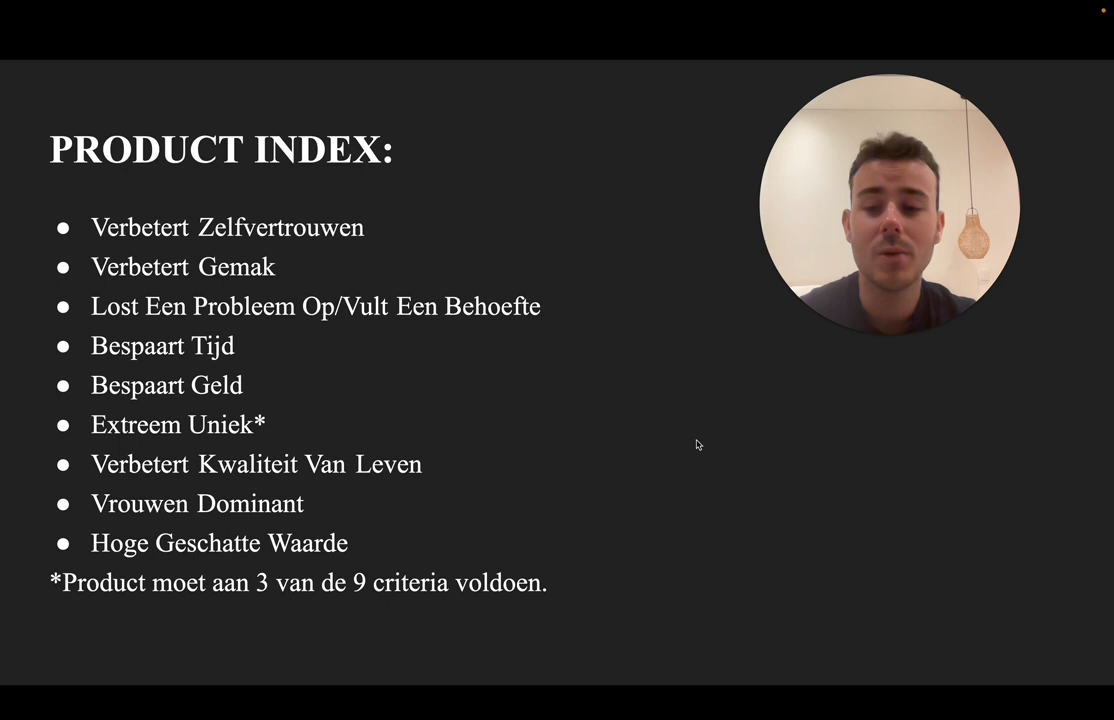 PRODUCT INDEX:
● Verbetert Zelfvertrouwen
● Verbetert Gemak
● Lost Een Probleem Op/Vult Een Behoefte
● Bespaart Tijd
● Bespaart Geld
● Extreem Uniek*
● Verbetert Kwaliteit Van Leven
● Vrouwen Dominant
● Hoge Geschatte Waarde
*Product moet aan 3 van de 9 criteria voldoen.